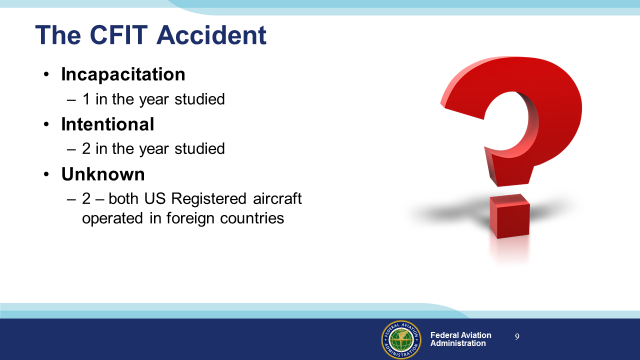 The CFIT Accident
• Incapacitation
– 1 in the year studied
• Intentional
– 2 in the year studied
• Unknown
– 2 – both US Registered aircraft
operated in foreign countries
Federal Aviation
Administration
9